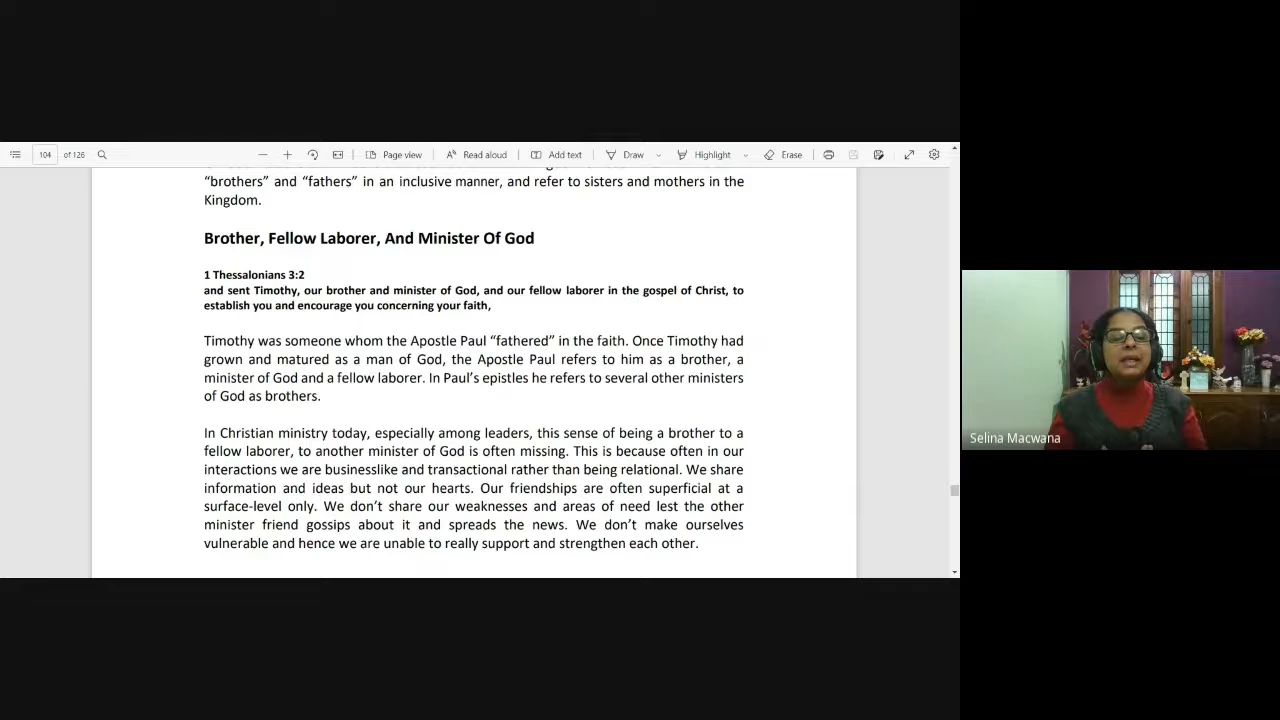 104 of 126 Page view Read aloud Add text Draw Highlight Erase
“brothers” and “fathers” in an inclusive manner, and refer to sisters and mothers in the
Kingdom.
Brother, Fellow Laborer, And Minister Of God
1 Thessalonians 3:2
and sent Timothy, our brother and minister of God, and our fellow laborer in the gospel of Christ, to
establish you and encourage you concerning your faith,
Timothy was someone whom the Apostle Paul “fathered” in the faith. Once Timothy had
grown and matured as a man of God, the Apostle Paul refers to him as a brother, a
minister of God and a fellow laborer. In Paul’s epistles he refers to several other ministers
of God as brothers.
In Christian ministry today, especially among leaders, this sense of being a brother to a
fellow laborer, to another minister of God is often missing. This is because often in our
interactions we are businesslike and transactional rather than being relational. We share
information and ideas but not our hearts. Our friendships are often superficial at a
surface-level only. We don’t share our weaknesses and areas of need lest the other
minister friend gossips about it and spreads the news. We don’t make ourselves
vulnerable and hence we are unable to really support and strengthen each other.
Selina Macwana